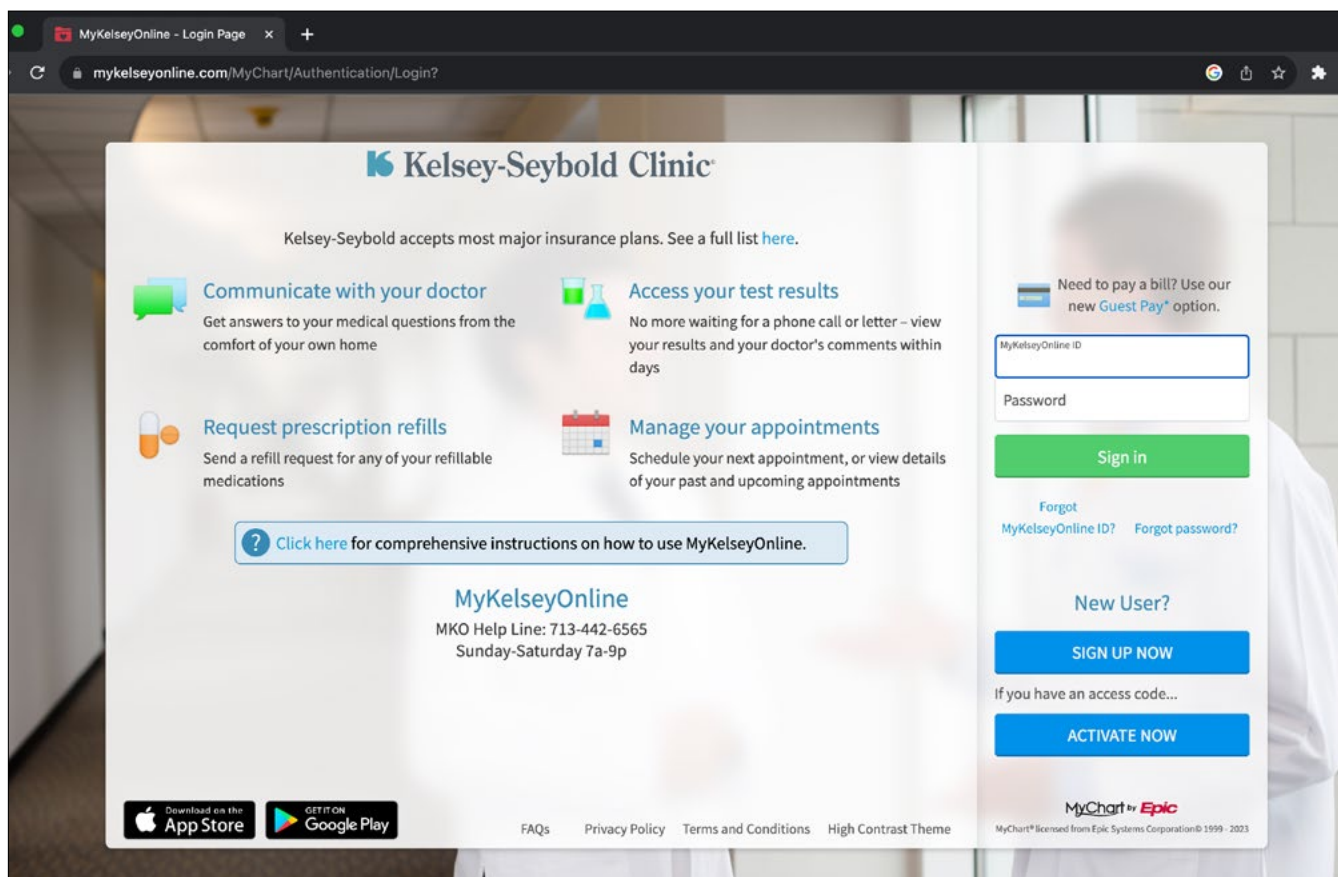 MyKelseyOnline - Login Page
mykelseyonline.com/MyChart/Authentication/Login?
Kelsey-Seybold Clinic
Kelsey-Seybold accepts most major insurance plans. See a full list here.
Communicate with your doctor
Get answers to your medical questions from the
comfort of your own home
Access your test results
No more waiting for a phone call or letter – view
your results and your doctor's comments within
days
Request prescription refills
Send a refill request for any of your refillable
medications
Manage your appointments
Schedule your next appointment, or view details
of your past and upcoming appointments
? Click here for comprehensive instructions on how to use MyKelseyOnline.
MyKelseyOnline
MKO Help Line: 713-442-6565
Sunday-Saturday 7a-9p
Download on the
App Store
GET IT ON
Google Play
FAQs Privacy Policy Terms and Conditions High Contrast Theme
Need to pay a bill? Use our
new Guest Pay* option.
MyKelseyOnline ID
Password
Sign in
Forgot
MyKelseyOnline ID? Forgot password?
New User?
SIGN UP NOW
If you have an access code...
ACTIVATE NOW
MyChart by Epic
MyChart® licensed from Epic Systems Corporation© 1999 - 2023